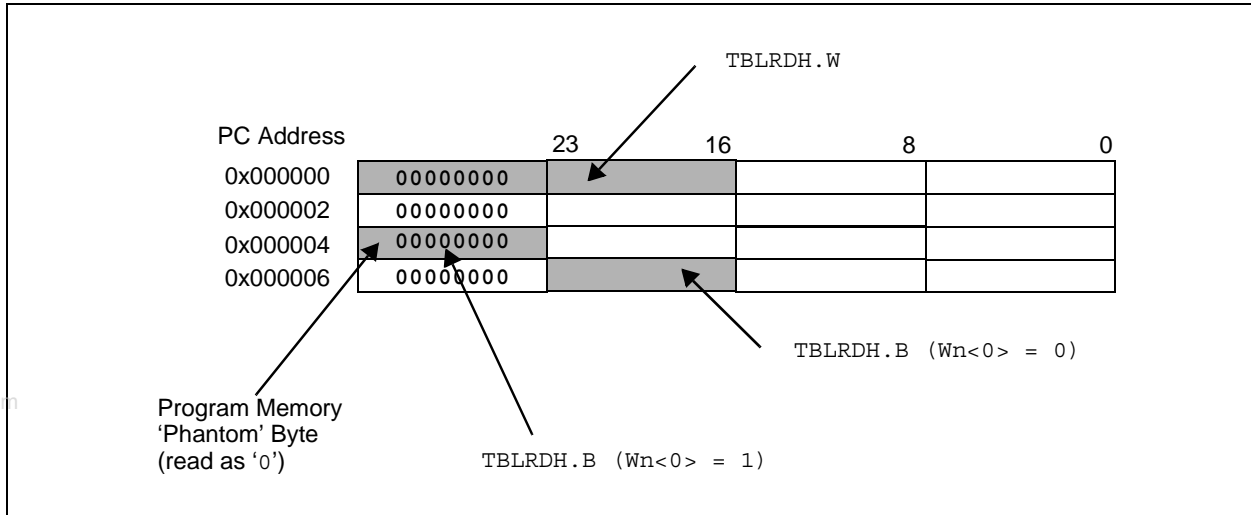 TBLRDH.W
PC Address
23 16 8 0
0x000000 00000000
0x000002 00000000
0x000004 00000000
0x000006 00000000
TBLRDH.B (Wn<0> = 0)
Program Memory
‘Phantom’ Byte
(read as ‘0’)
TBLRDH.B (Wn<0> = 1)
m